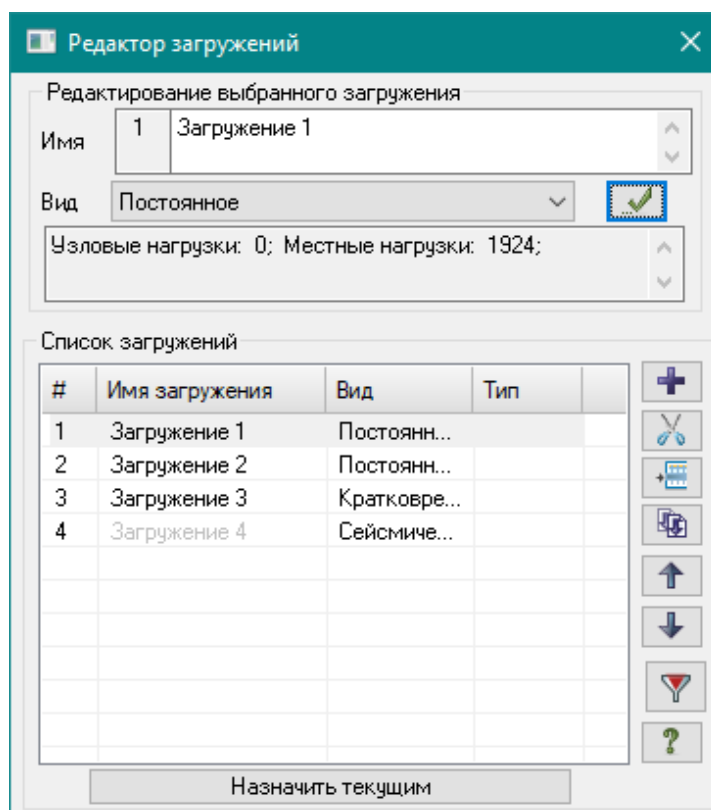 Редактор загружений
Редактирование выбранного загружения
Имя 1 Загружение 1
Вид Постоянное
Узловые нагрузки: 0; Местные нагрузки: 1924;
Список загружений
# Имя загружения Вид Тип
1 Загружение 1 Постоянн...
2 Загружение 2 Постоянн...
3 Загружение 3 Кратковре...
4 Загружение 4 Сейсмиче...
Назначить текущим